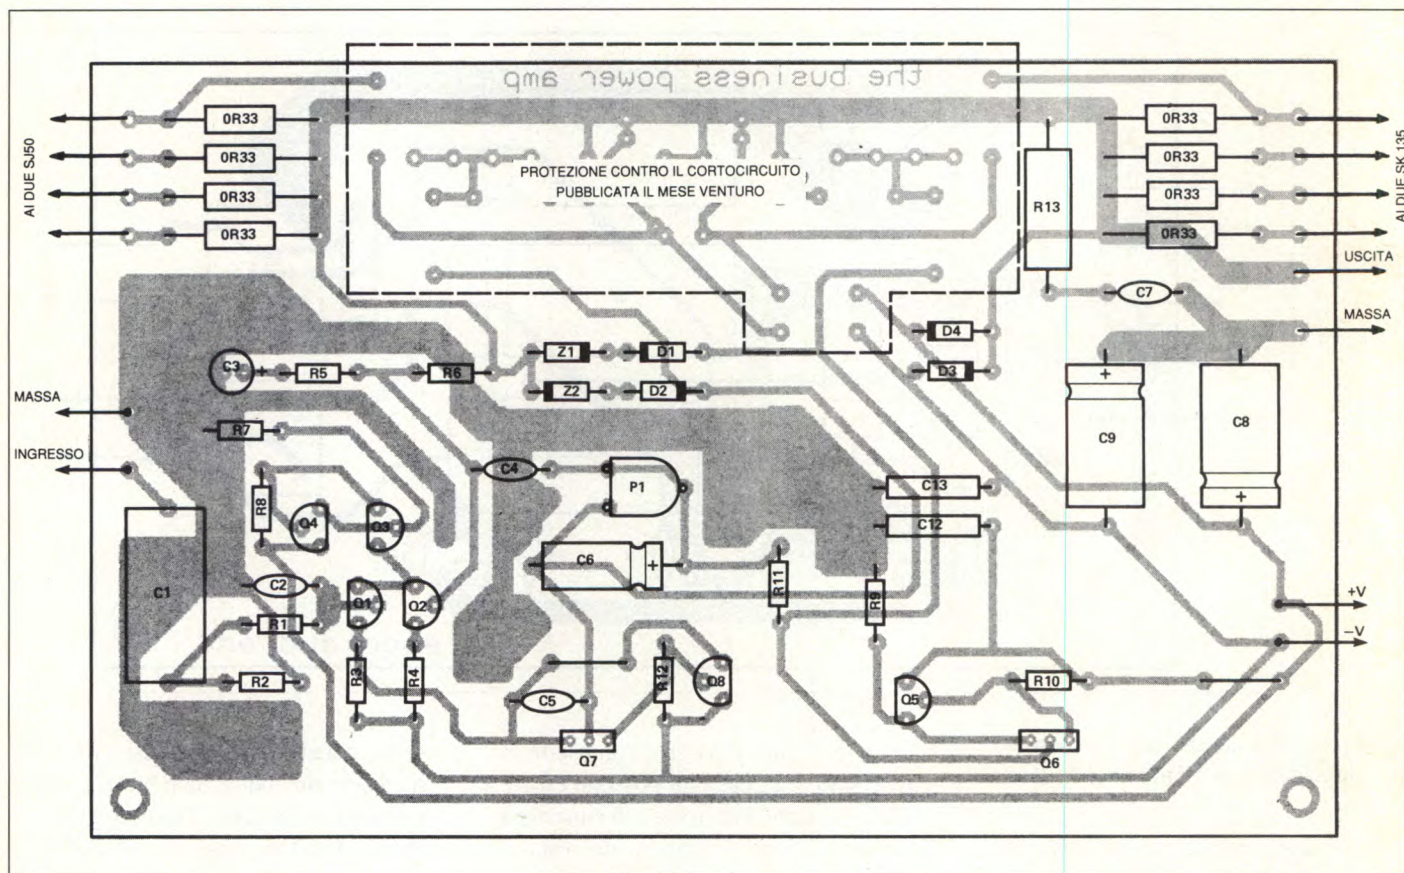 the business power amp
0R33
0R33
0R33
0R33
AI DUE SJ50
PROTEZIONE CONTRO IL CORTOCIRCUITO
PUBBLICATA IL MESE VENTURO
R13
0R33
0R33
0R33
0R33
AI DUE SK 135
USCITA
C7
MASSA
D4
D3
Z1
D1
Z2
D2
C3
+
R5
R6
MASSA
R7
INGRESSO
+
C9
C8
+
C4
P1
C13
C12
R8
Q4
Q3
C6
+
R11
R9
C1
C2
Q1
Q2
R1
+V
-V
R2
R3
R4
C5
R12
Q8
Q5
R10
Q7
Q6